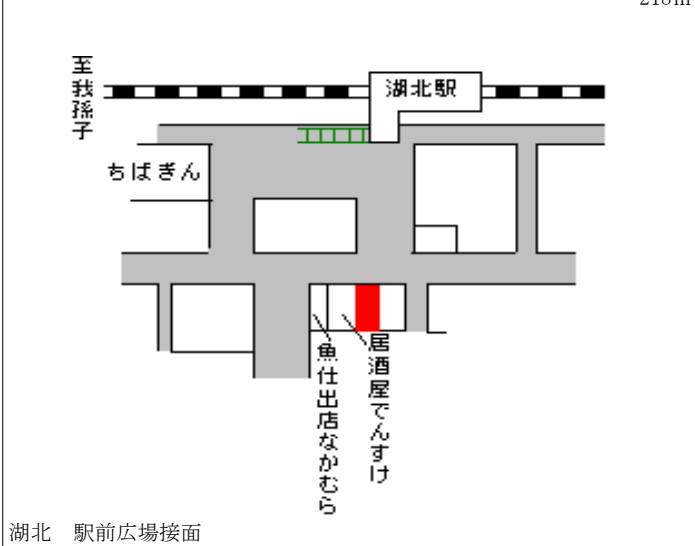 至我孫子
湖北駅
ちばぎん
魚仕出店なかむら
居酒屋でんすけ
湖北　駅前広場接面